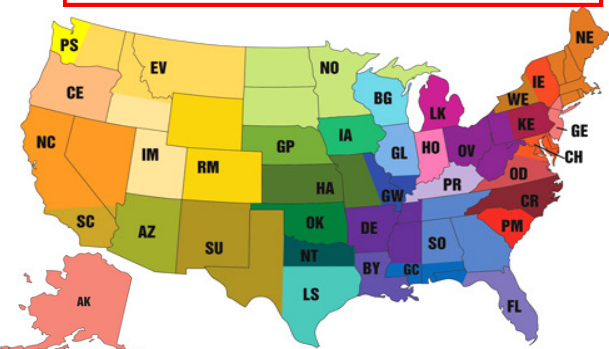 NE
PS
EV
NO
CE
BG
IE
WE
LK
KE
GE
NC
IA
GP
GL
HO
OV
CH
IM
RM
HA
GW
PR
OD
CR
SC
AZ
SU
OK
DE
SO
PM
NT
BY
GC
LS
AK
FL